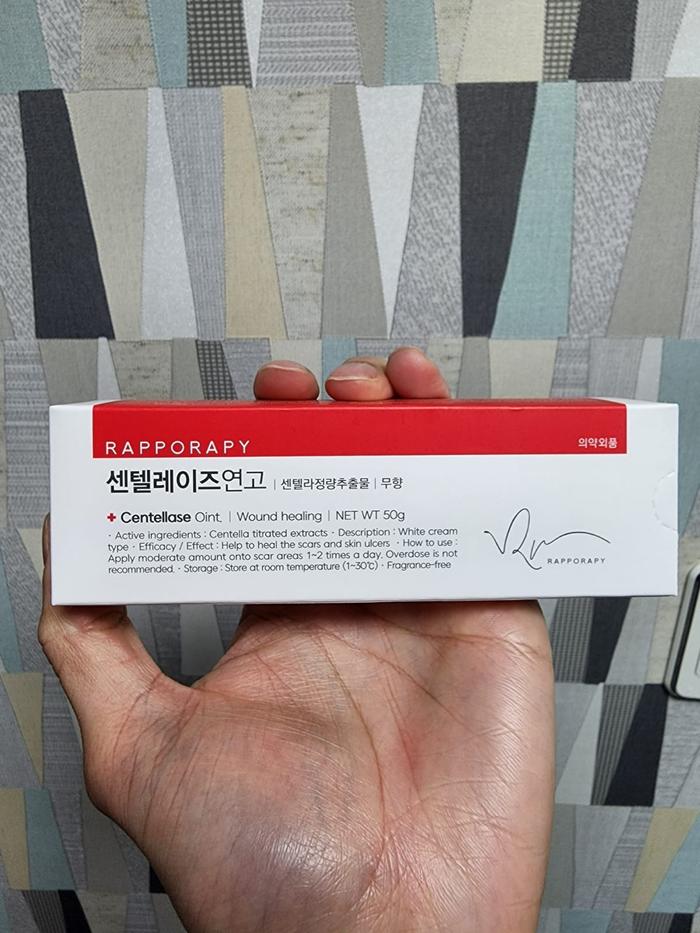 RAPPORAPY
의약외품
센텔레이즈연고 | 센텔라정량추출물 | 무향
+ Centellase Oint. | Wound healing | NET WT 50g
· Active ingredients : Centella titrated extracts · Description : White cream
type · Efficacy / Effect : Help to heal the scars and skin ulcers · How to use :
Apply moderate amount onto scar areas 1~2 times a day. Overdose is not
recommended. · Storage : Store at room temperature (1~30℃) · Fragrance-free
RAPPORAPY